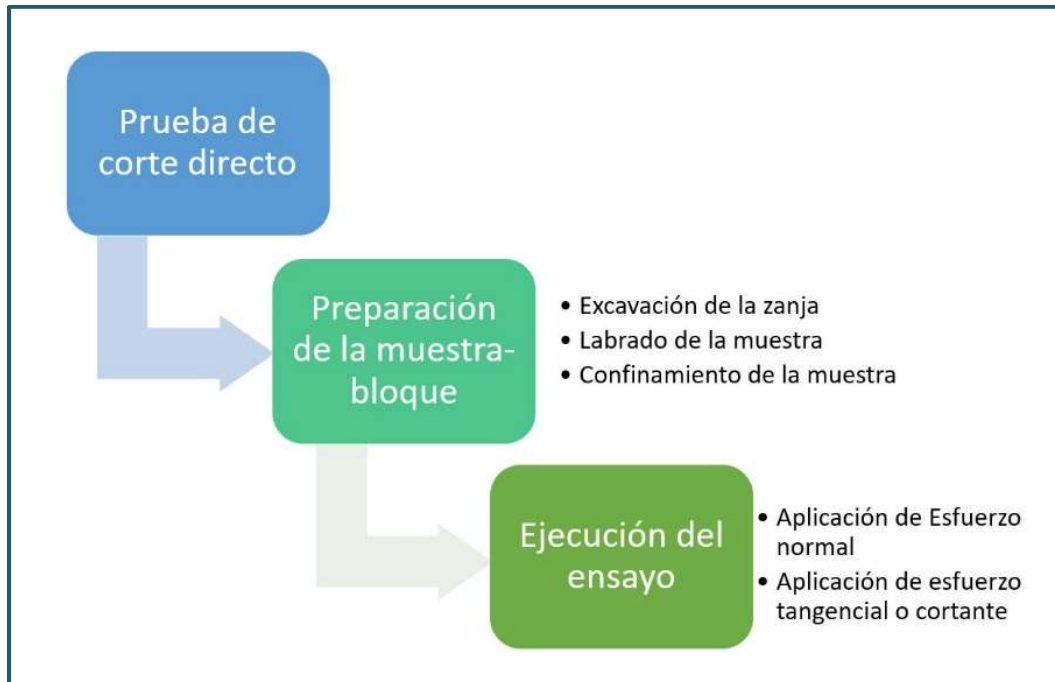 Prueba de
corte directo
Preparación
de la muestra-
bloque
• Excavación de la zanja
• Labrado de la muestra
• Confinamiento de la muestra
Ejecución del
ensayo
• Aplicación de Esfuerzo
normal
• Aplicación de esfuerzo
tangencial o cortante